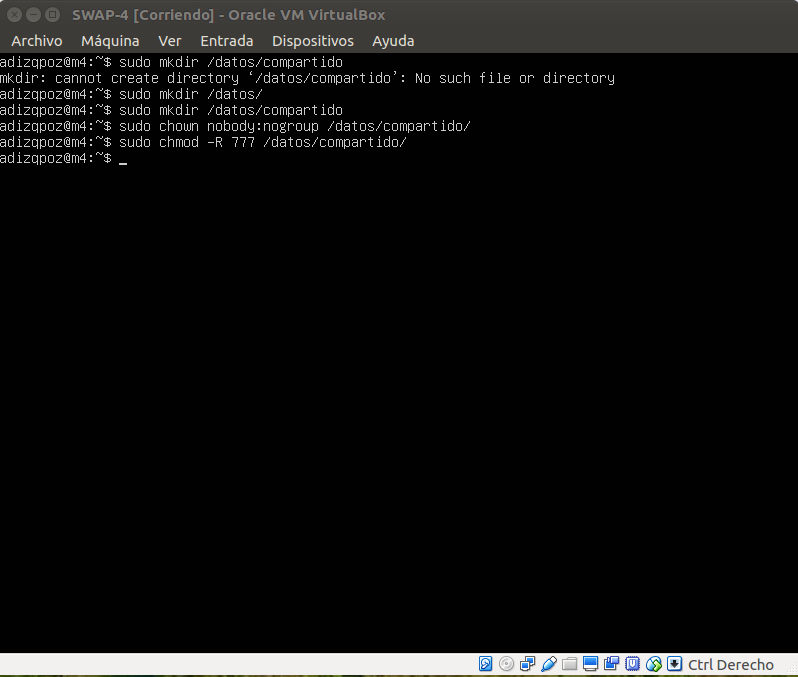 SWAP-4 [Corriendo] - Oracle VM VirtualBox
Archivo Máquina Ver Entrada Dispositivos Ayuda
adizqpoz@m4:~$ sudo mkdir /datos/compartido
mkdir: cannot create directory ‘/datos/compartido’: No such file or directory
adizqpoz@m4:~$ sudo mkdir /datos/
adizqpoz@m4:~$ sudo mkdir /datos/compartido
adizqpoz@m4:~$ sudo chown nobody:nogroup /datos/compartido/
adizqpoz@m4:~$ sudo chmod -R 777 /datos/compartido/
adizqpoz@m4:~$ _
Ctrl Derecho